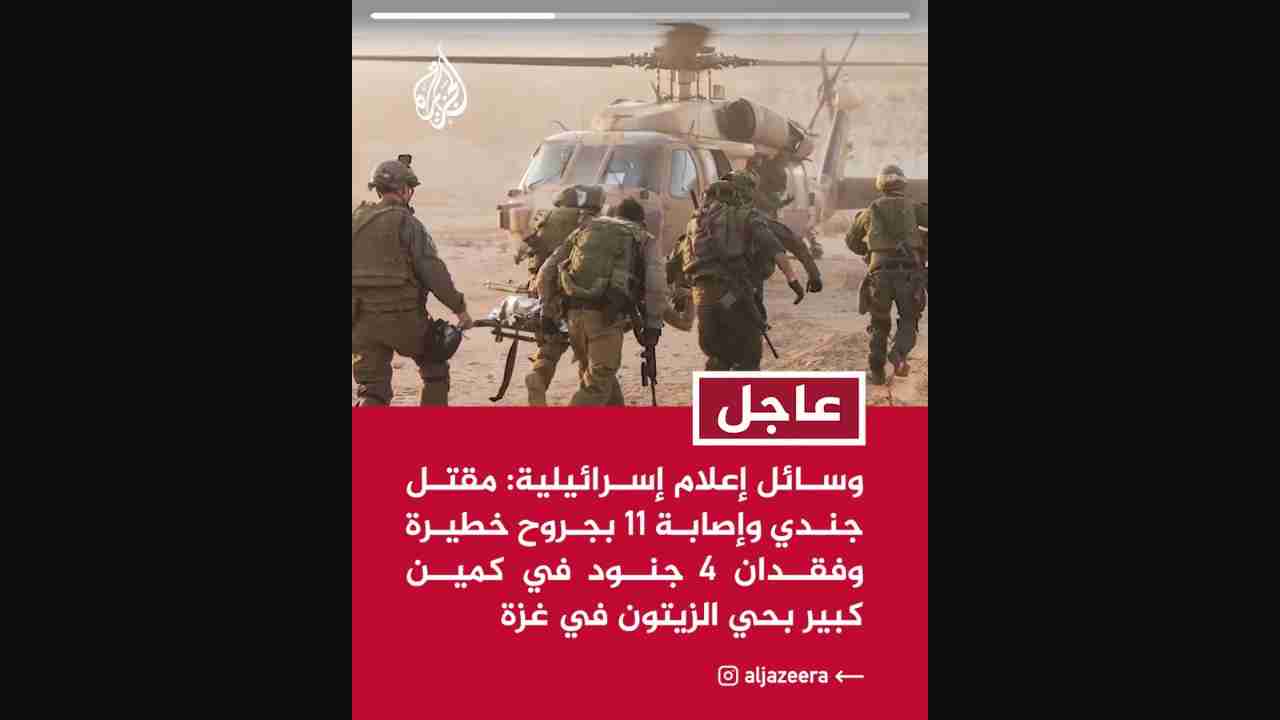 الجزيرة
عاجل
وسائل إعلام إسرائيلية: مقتل
جندي وإصابة 11 بجروح خطيرة
وفقدان 4 جنود في كمين
كبير بحي الزيتون في غزة
aljazeera